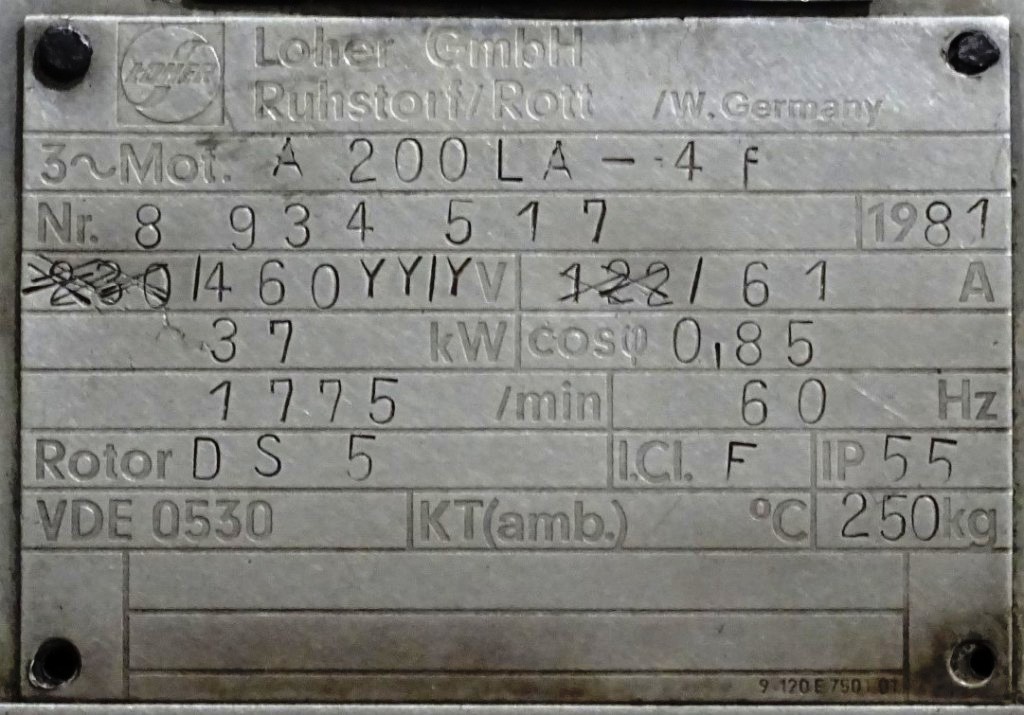 LOHER
Loher GmbH
Ruhstorf/Rott /W. Germany
3~Mot. A 200 LA - 4 f
Nr. 8 934 517 1981
230/460 YY/Y V 122/61 A
37 kW cosφ 0,85
1775 /min 60 Hz
Rotor DS 5 I.Cl. F IP 55
VDE 0530 KT(amb.) °C 250kg
9 120 E 750 01